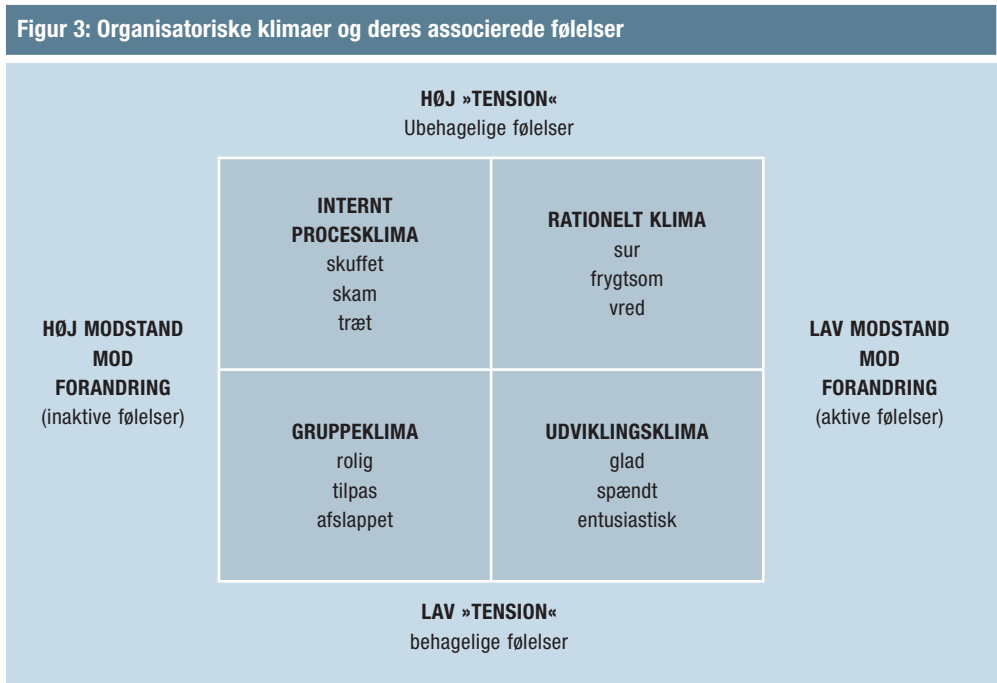 Figur 3: Organisatoriske klimaer og deres associerede følelser
HØJ »TENSION«
Ubehagelige følelser
INTERNT
PROCESKLIMA
skuffet
skam
træt
RATIONELT KLIMA
sur
frygtsom
vred
HØJ MODSTAND
MOD
FORANDRING
(inaktive følelser)
LAV MODSTAND
MOD
FORANDRING
(aktive følelser)
GRUPPEKLIMA
rolig
tilpas
afslappet
UDVIKLINGSKLIMA
glad
spændt
entusiastisk
LAV »TENSION«
behagelige følelser